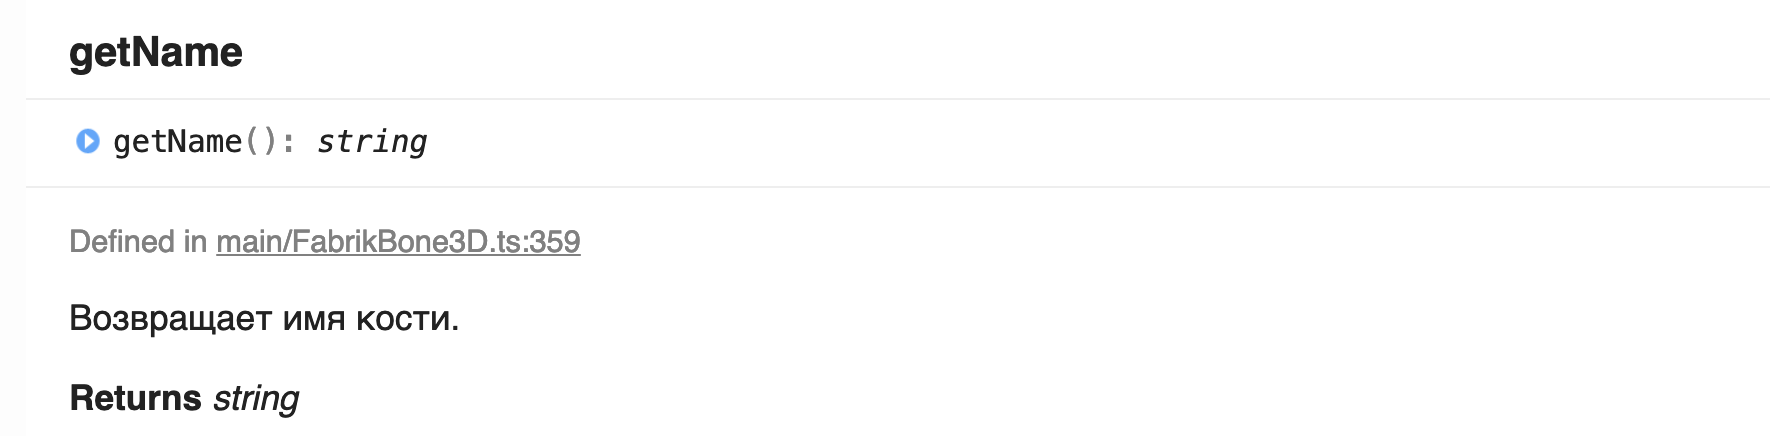 getName
getName(): string
Defined in main/FabrikBone3D.ts:359
Возвращает имя кости.
Returns string